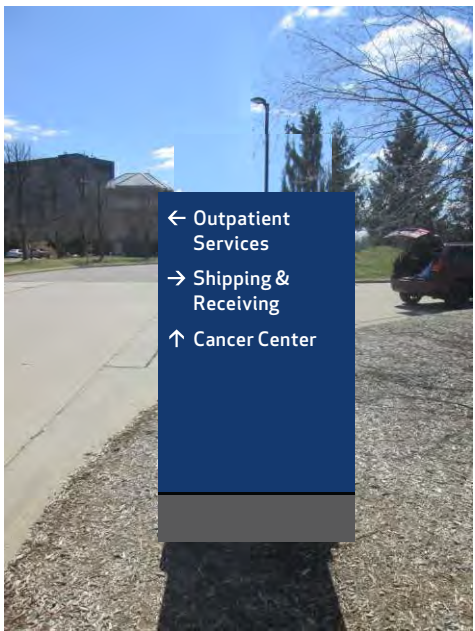 ← Outpatient
Services
→ Shipping &
Receiving
↑ Cancer Center